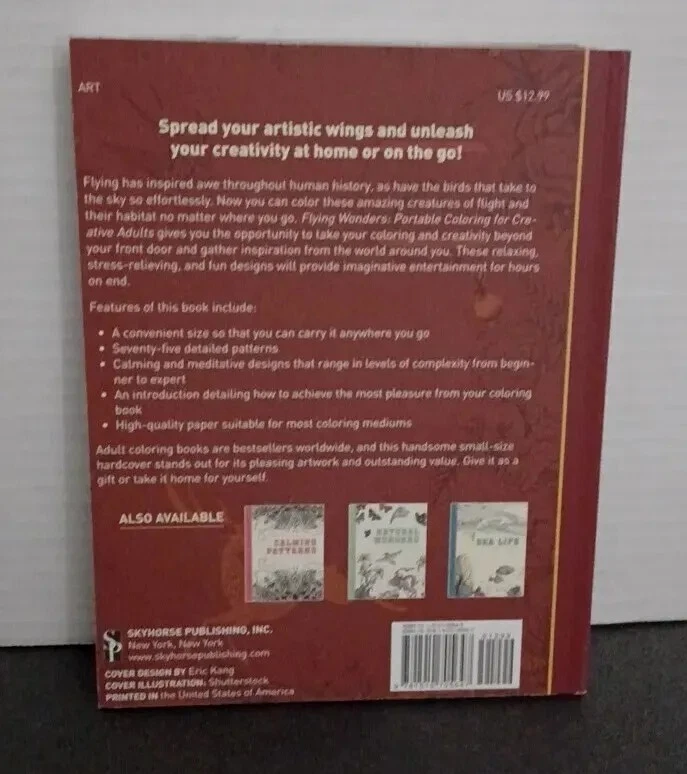 ART
US $12.99
Spread your artistic wings and unleash
your creativity at home or on the go!
Flying has inspired awe throughout human history, as have the birds that take to
the sky so effortlessly. Now you can color these amazing creatures of flight and
their habitat no matter where you go. Flying Wonders: Portable Coloring for Cre-
ative Adults gives you the opportunity to take your coloring and creativity beyond
your front door and gather inspiration from the world around you. These relaxing,
stress-relieving, and fun designs will provide imaginative entertainment for hours
on end.
Features of this book include:
• A convenient size so that you can carry it anywhere you go
• Seventy-five detailed patterns
• Calming and meditative designs that range in levels of complexity from begin-
ner to expert
• An introduction detailing how to achieve the most pleasure from your coloring
book
• High-quality paper suitable for most coloring mediums
Adult coloring books are bestsellers worldwide, and this handsome small-size
hardcover stands out for its pleasing artwork and outstanding value. Give it as a
gift or take it home for yourself.
ALSO AVAILABLE
CALMING
PATTERNS
NATURAL
WONDERS
SEA LIFE
SKYHORSE PUBLISHING, INC.
New York, New York
www.skyhorsepublishing.com
COVER DESIGN BY Eric Kang
COVER ILLUSTRATION: Shutterstock
PRINTED IN the United States of America